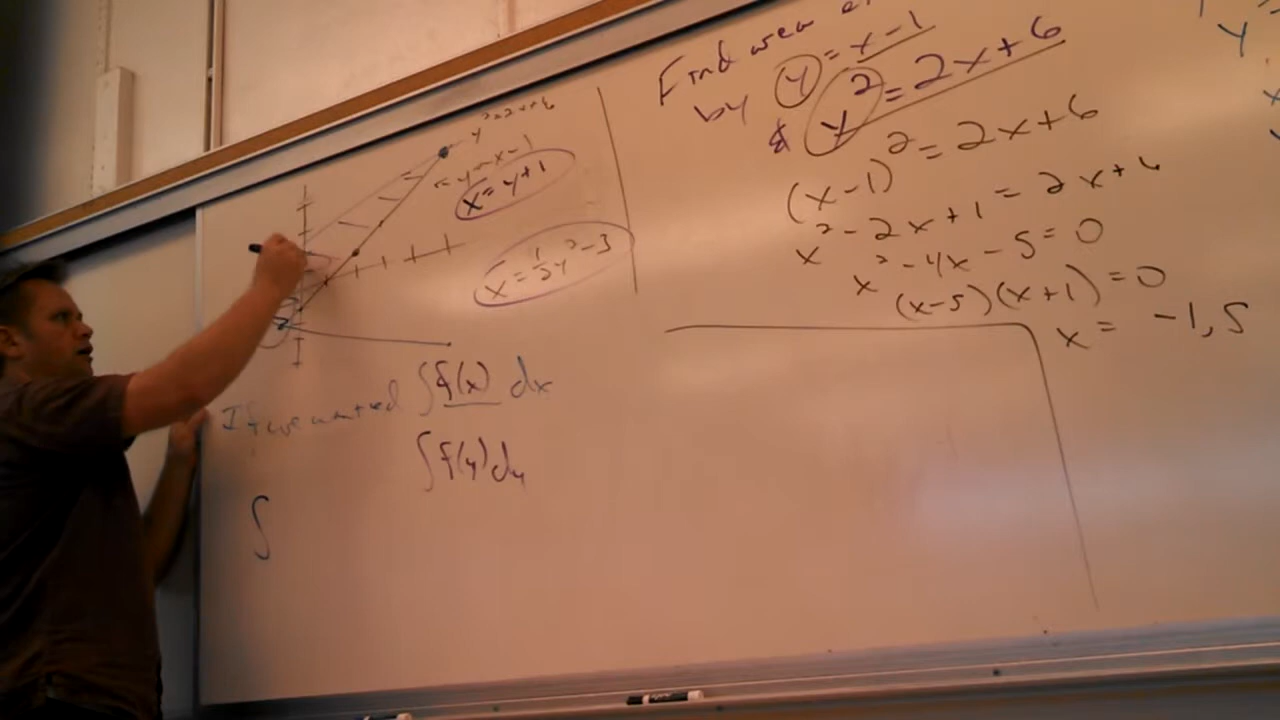 y²=2x+6
y=x-1
x=y+1
x=½y²-3
If we wanted ∫f(x) dx
∫f(y)dy
∫
Find area
by y=x-1
& y²=2x+6
(x-1)²=2x+6
x²-2x+1=2x+6
x²-4x-5=0
(x-5)(x+1)=0
x= -1,5
y